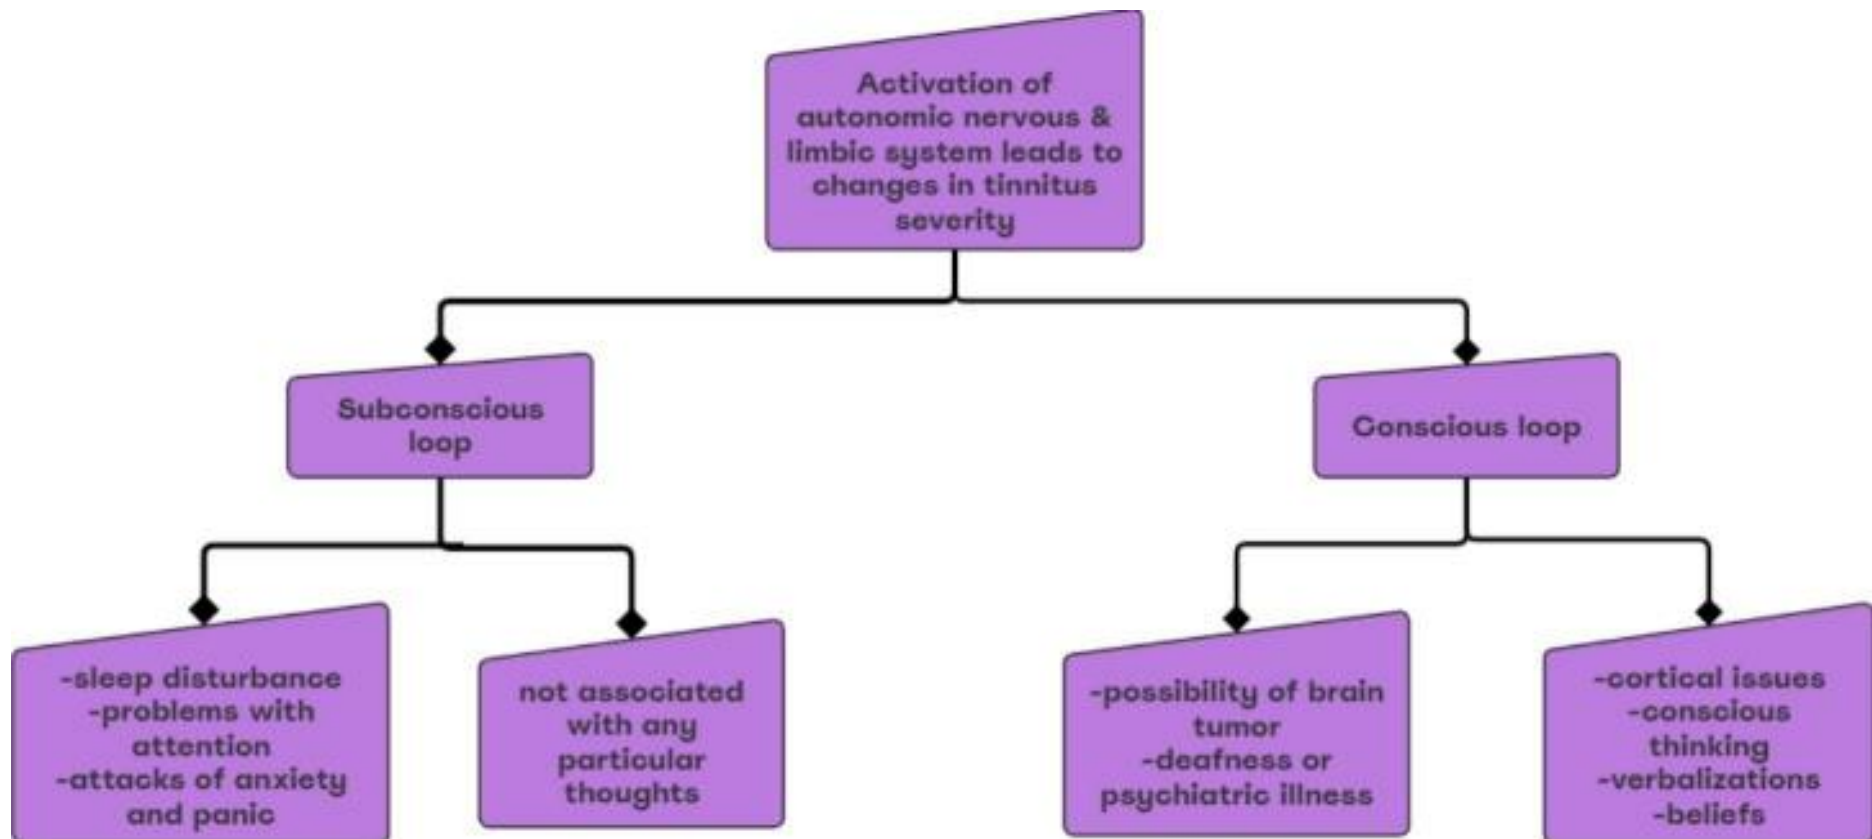 Activation of
autonomic nervous &
limbic system leads to
changes in tinnitus
severity
Subconscious
loop
Conscious loop
-sleep disturbance
-problems with
attention
-attacks of anxiety
and panic
not associated
with any
particular
thoughts
-possibility of brain
tumor
-deafness or
psychiatric illness
-cortical issues
-conscious
thinking
-verbalizations
-beliefs